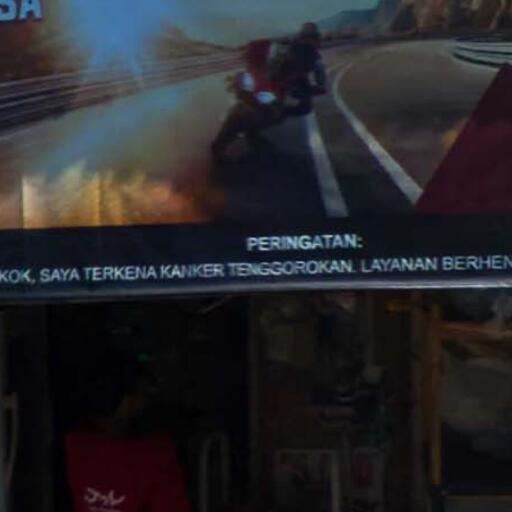 SA
PERINGATAN:
KOK, SAYA TERKENA KANKER TENGGOROKAN. LAYANAN BERHEN